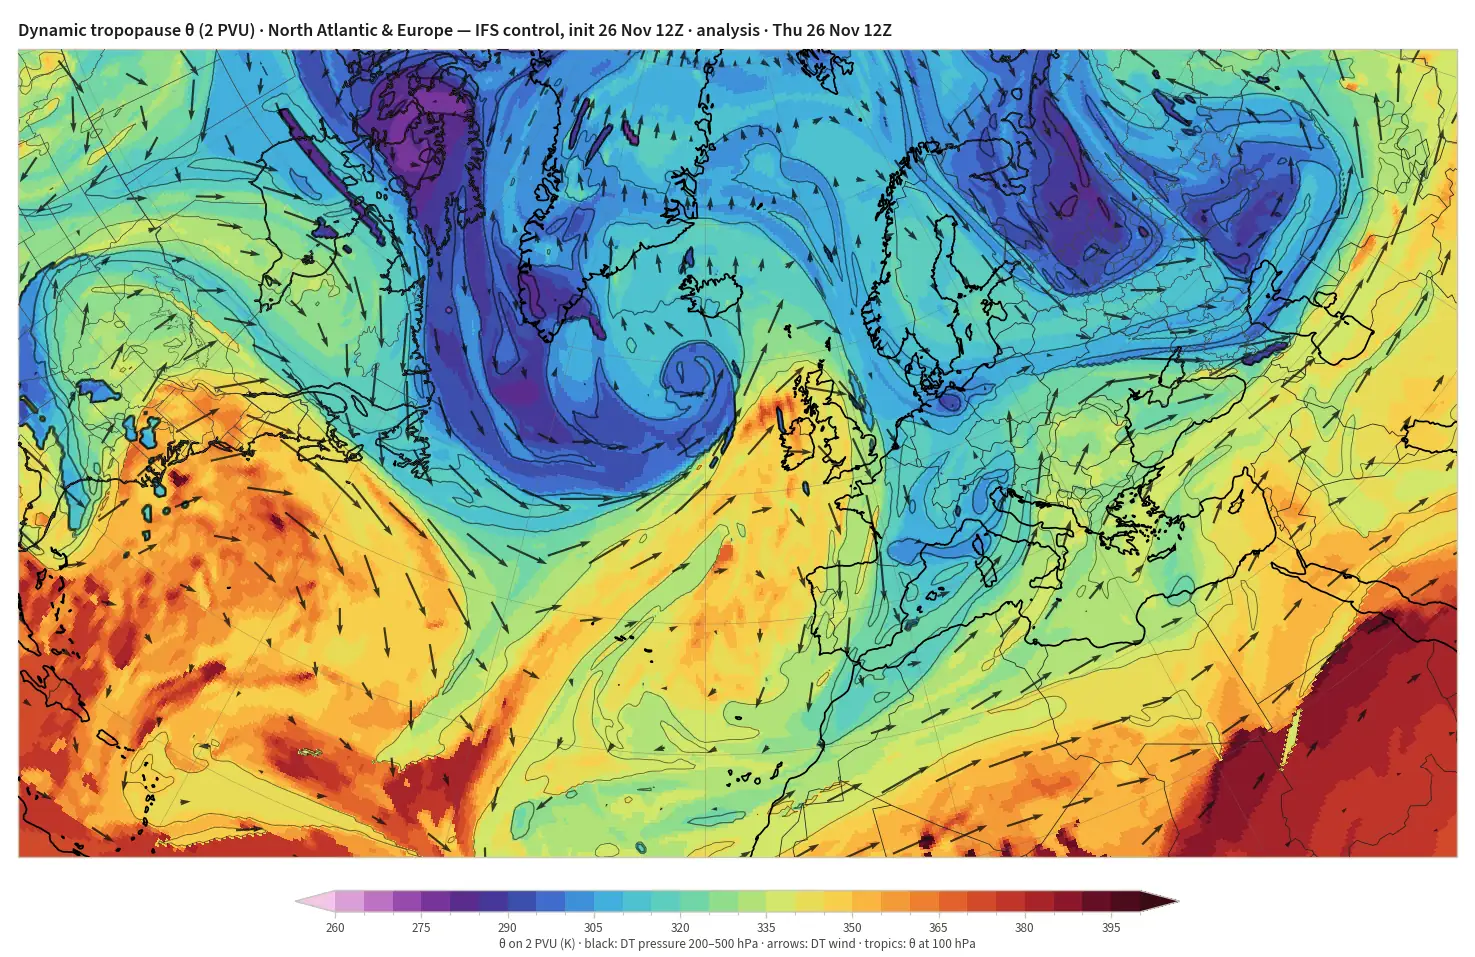 Dynamic tropopause θ (2 PVU) · North Atlantic & Europe — IFS control, init 26 Nov 12Z · analysis · Thu 26 Nov 12Z
260 275 290 305 320 335 350 365 380 395
θ on 2 PVU (K) · black: DT pressure 200–500 hPa · arrows: DT wind · tropics: θ at 100 hPa